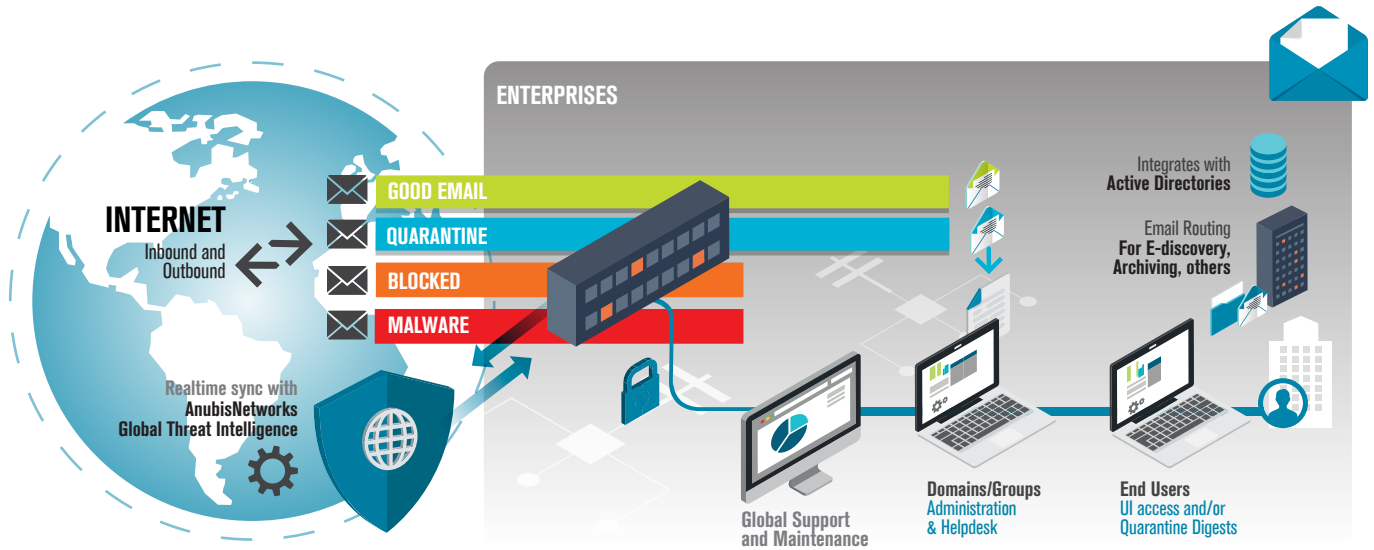 ENTERPRISES
INTERNET
Inbound and
Outbound
GOOD EMAIL
QUARANTINE
BLOCKED
MALWARE
Realtime sync with
AnubisNetworks
Global Threat Intelligence
Integrates with
Active Directories
Email Routing
For E-discovery,
Archiving, others
Global Support
and Maintenance
Domains/Groups
Administration
& Helpdesk
End Users
UI access and/or
Quarantine Digests